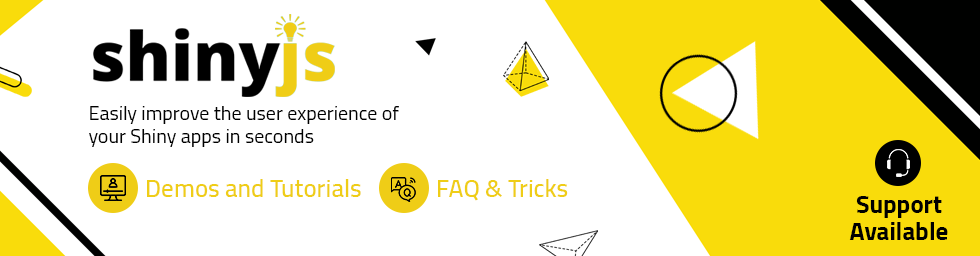 shinyjs
Easily improve the user experience of
your Shiny apps in seconds
Demos and Tutorials
FAQ & Tricks
A
Q
Support
Available